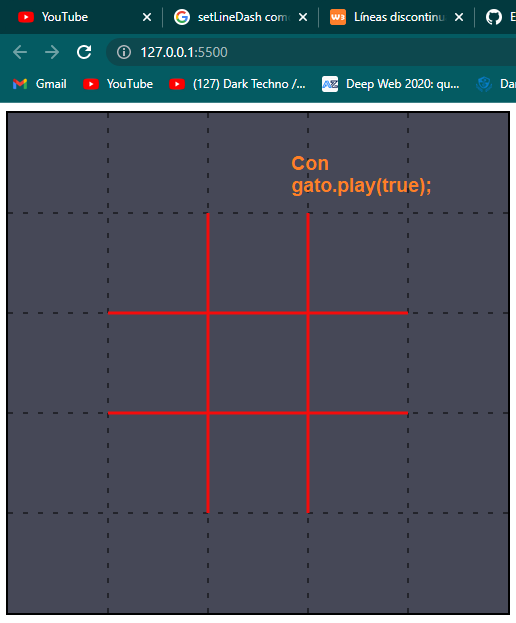 YouTube
setLineDash com
Líneas discontinu
E
127.0.0.1:5500
Gmail
YouTube
(127) Dark Techno /...
Deep Web 2020: qu...
Dar
Con
gato.play(true);